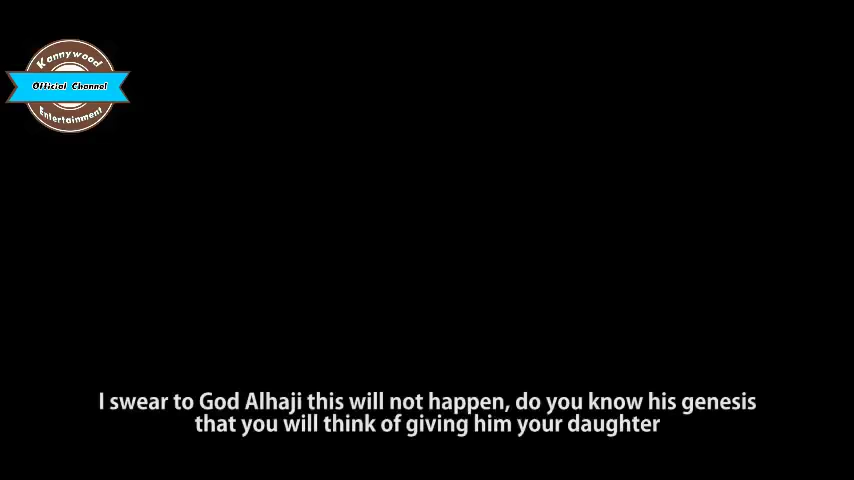 Kannywood
Official Channel
Entertainment
I swear to God Alhaji this will not happen, do you know his genesis
that you will think of giving him your daughter